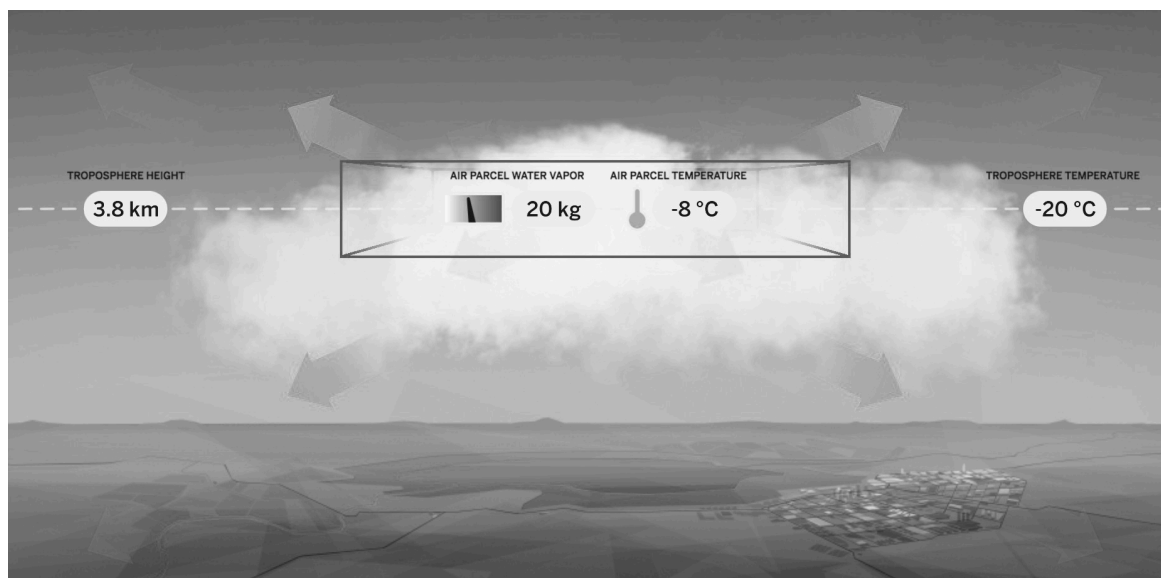 TROPOSPHERE HEIGHT
3.8 km
AIR PARCEL WATER VAPOR
20 kg
AIR PARCEL TEMPERATURE
-8 °C
TROPOSPHERE TEMPERATURE
-20 °C